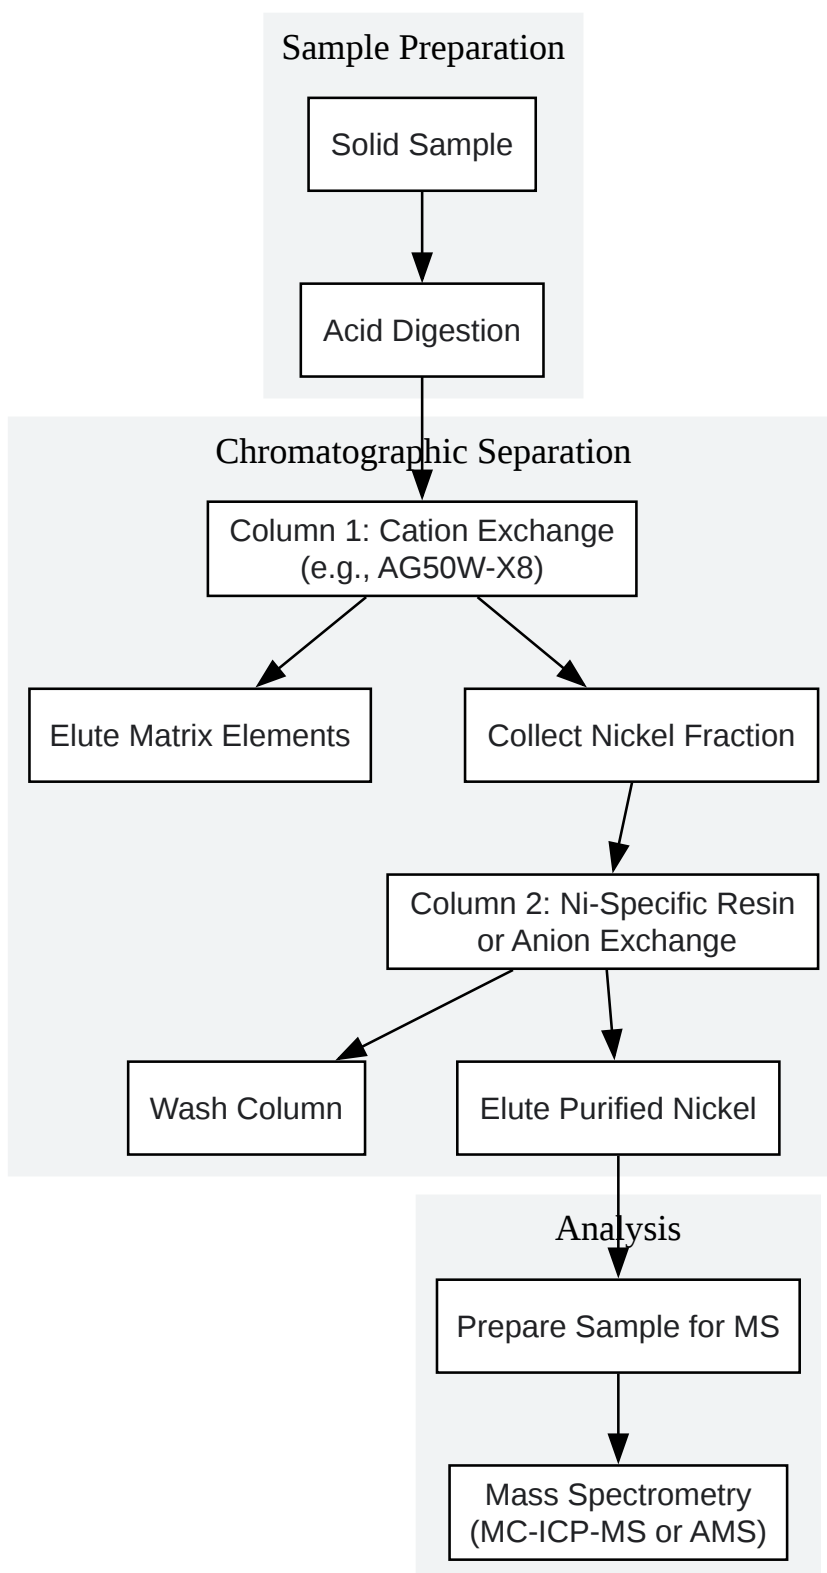 Sample Preparation
Solid Sample
Acid Digestion
Chromatographic Separation
Column 1: Cation Exchange
(e.g., AG50W-X8)
Elute Matrix Elements
Collect Nickel Fraction
Column 2: Ni-Specific Resin
or Anion Exchange
Wash Column
Elute Purified Nickel
Analysis
Prepare Sample for MS
Mass Spectrometry
(MC-ICP-MS or AMS)